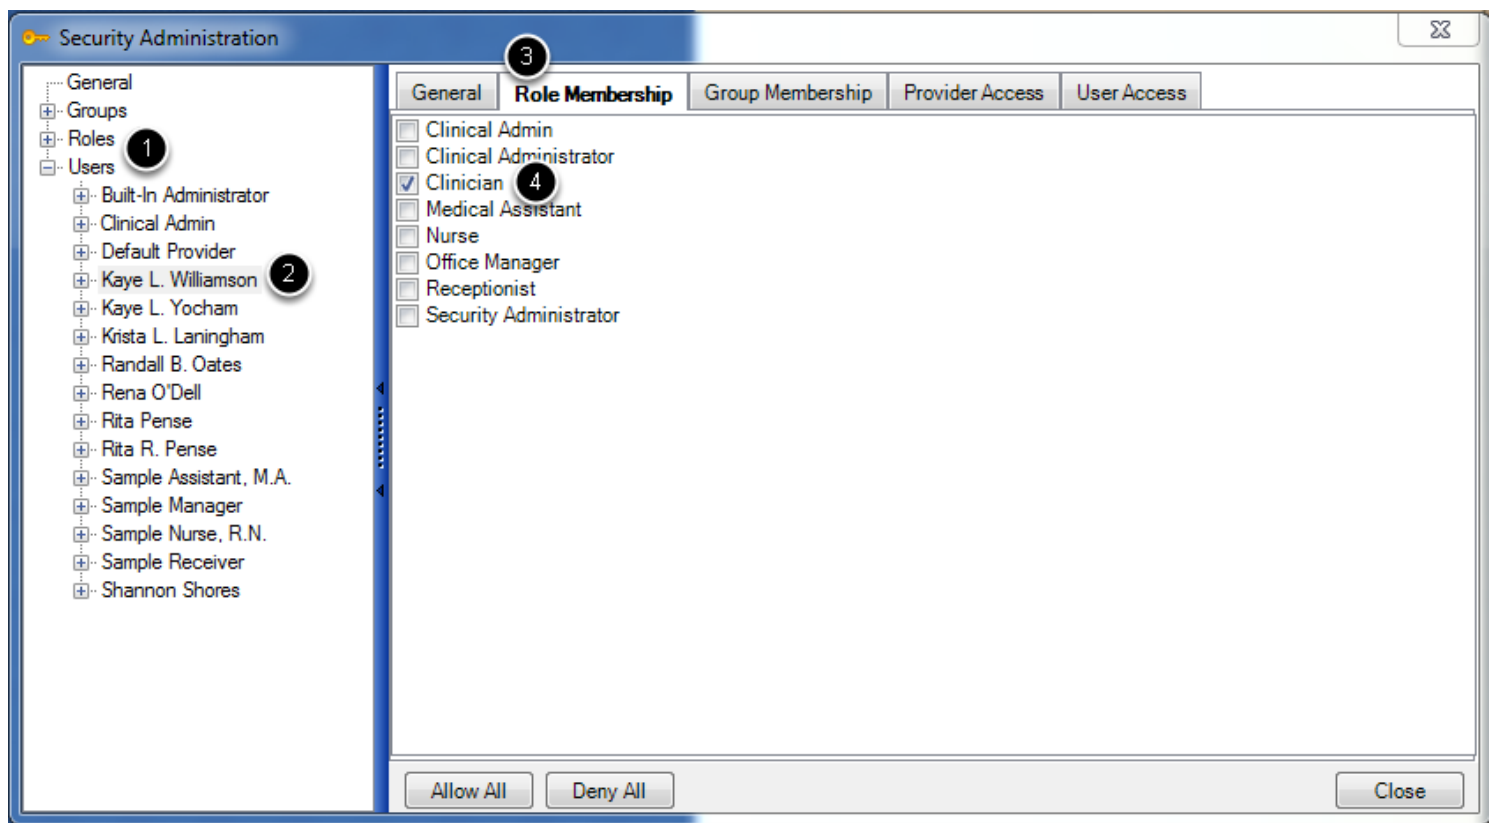 Security Administration
General
Groups
Roles
1
Users
Built-In Administrator
Clinical Admin
Default Provider
Kaye L. Williamson
2
Kaye L. Yocham
Krista L. Laningham
Randall B. Oates
Rena O'Dell
Rita Pense
Rita R. Pense
Sample Assistant, M.A.
Sample Manager
Sample Nurse, R.N.
Sample Receiver
Shannon Shores
3
General Role Membership Group Membership Provider Access User Access
Clinical Admin
Clinical Administrator
Clinician 4
Medical Assistant
Nurse
Office Manager
Receptionist
Security Administrator
Allow All Deny All Close